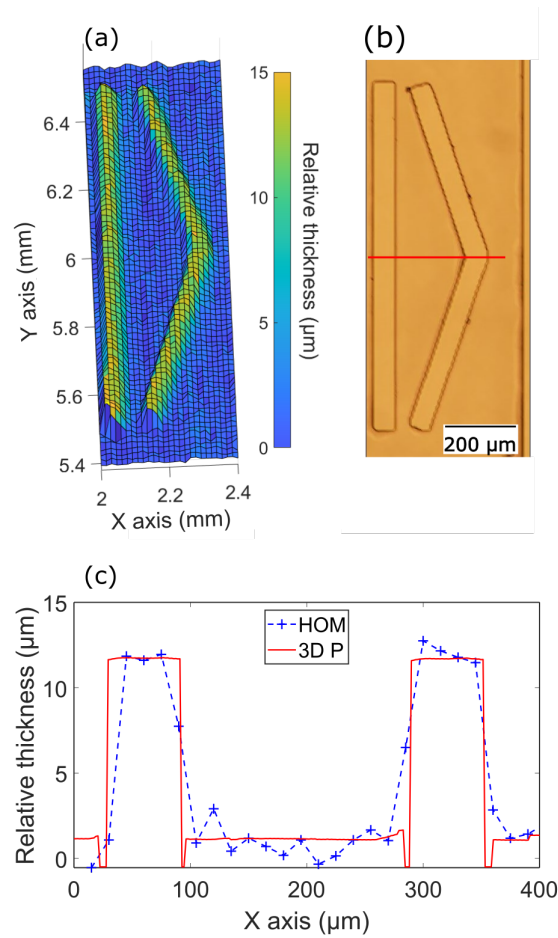 (a)
15
10
5
0
Relative thickness (μm)
6.4
6.2
6
5.8
5.6
5.4
Y axis (mm)
2
2.2
2.4
X axis (mm)
(b)
200 μm
(c)
15
10
5
0
Relative thickness (μm)
HOM
3D P
0
100
200
300
400
X axis (μm)